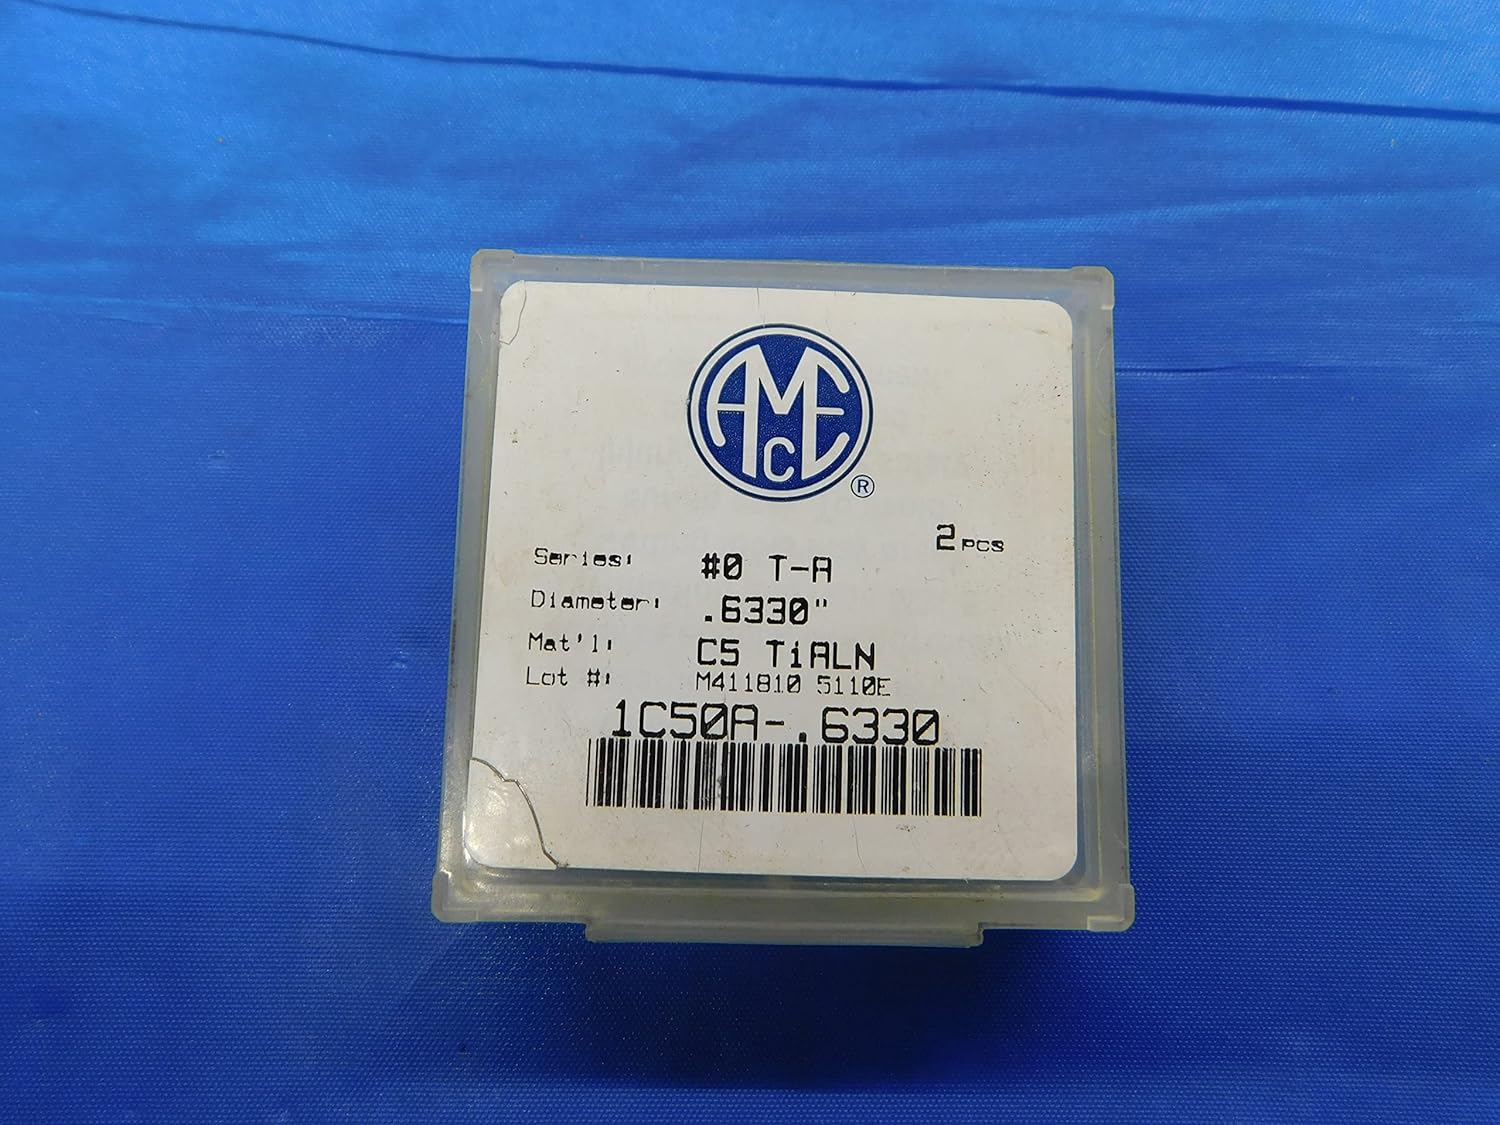 AMEC
®
2 pcs
Series: #0 T-A
Diameter: .6330"
Mat'l: C5 TiALN
Lot #: M411810 5110E
1C50A-.6330